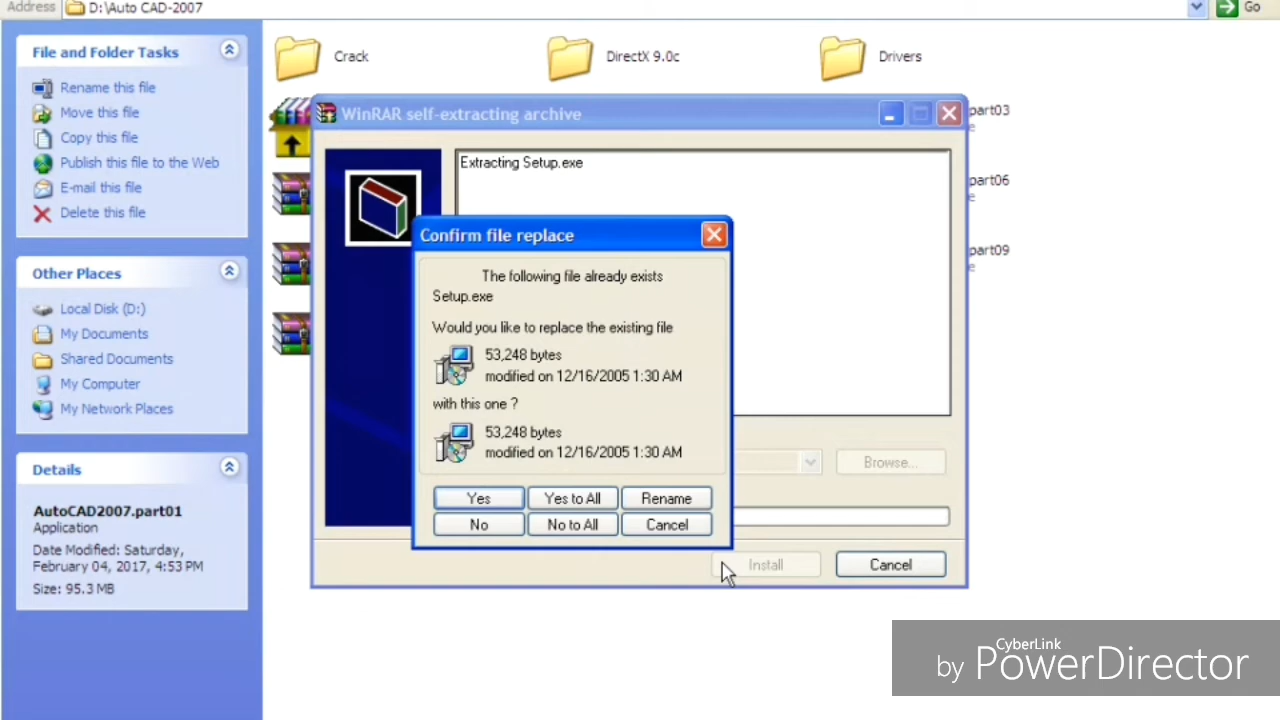 Address D:\Auto CAD-2007 Go
File and Folder Tasks
Rename this file
Move this file
Copy this file
Publish this file to the Web
E-mail this file
Delete this file
Other Places
Local Disk (D:)
My Documents
Shared Documents
My Computer
My Network Places
Details
AutoCAD2007.part01
Application
Date Modified: Saturday,
February 04, 2017, 4:53 PM
Size: 95.3 MB
Crack
DirectX 9.0c
Drivers
part03
e
part06
e
part09
e
WinRAR self-extracting archive
Extracting Setup.exe
Confirm file replace
The following file already exists
Setup.exe
Would you like to replace the existing file
53,248 bytes
modified on 12/16/2005 1:30 AM
with this one ?
53,248 bytes
modified on 12/16/2005 1:30 AM
Yes Yes to All Rename
No No to All Cancel
Browse...
Install Cancel
CyberLink
by PowerDirector